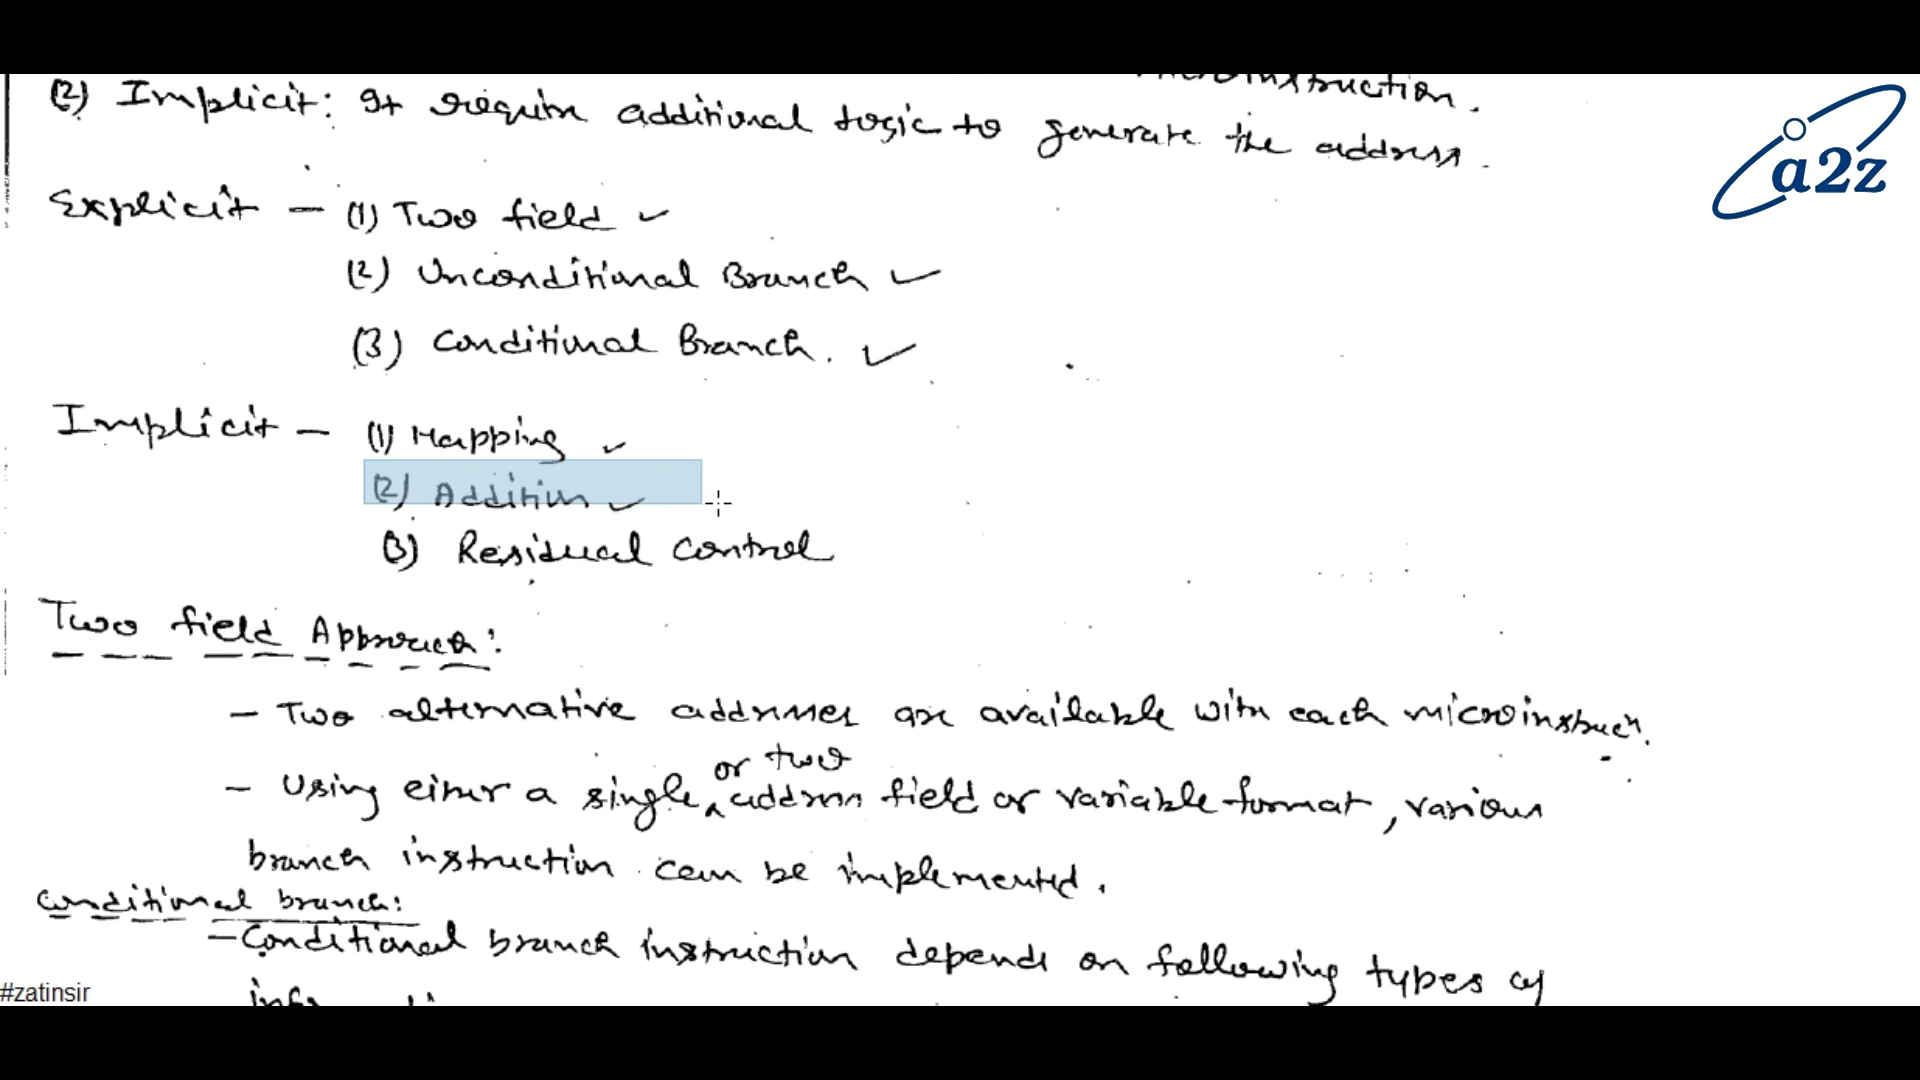 (2) Implicit: It requires additional logic to generate the address.
Explicit - (1) Two field ✓
(2) Unconditional Branch ✓
(3) Conditional Branch. ✓
Implicit - (1) Mapping ✓
(2) Addition ✓
(3) Residual control
Two field Approach:
- Two alternative addresses are available with each microinstrucn.
or two
- Using either a single ^ address field or variable format, various
branch instruction can be implemented.
Conditional branch:
- Conditional branch instruction depends on following types of
a2z
#zatinsir